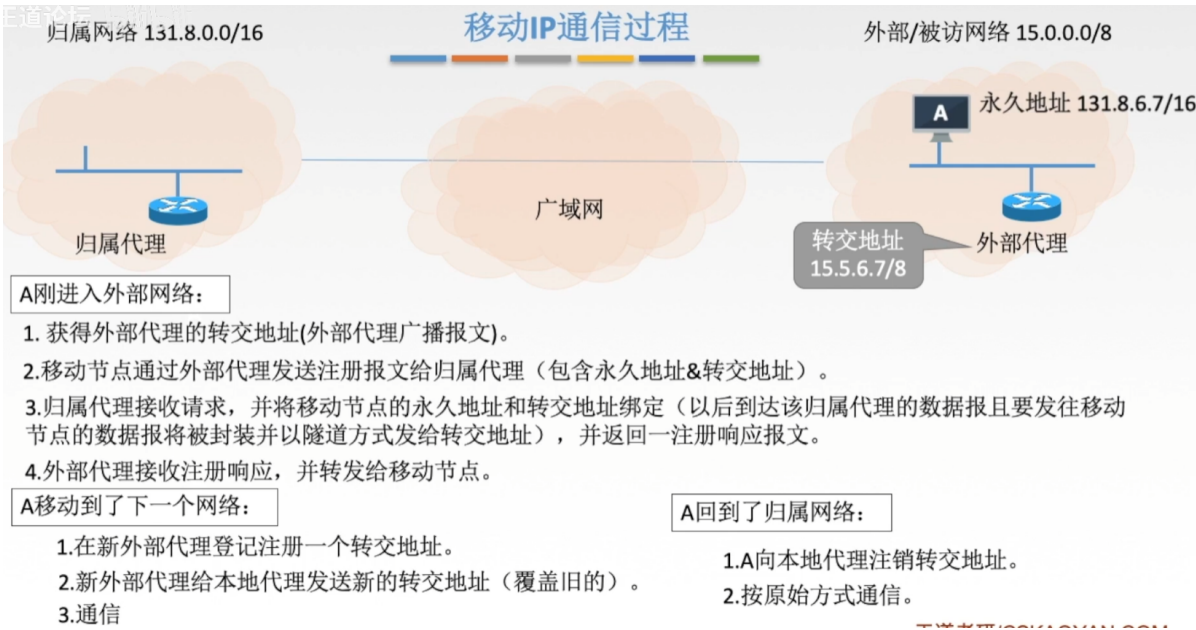 移动IP通信过程
归属网络 131.8.0.0/16
外部/被访网络 15.0.0.0/8
A
永久地址 131.8.6.7/16
广域网
归属代理
转交地址
15.5.6.7/8
外部代理
A刚进入外部网络：
1. 获得外部代理的转交地址(外部代理广播报文)。
2.移动节点通过外部代理发送注册报文给归属代理（包含永久地址&转交地址）。
3.归属代理接收请求，并将移动节点的永久地址和转交地址绑定（以后到达该归属代理的数据报且要发往移动
节点的数据报将被封装并以隧道方式发给转交地址），并返回一注册响应报文。
4.外部代理接收注册响应，并转发给移动节点。
A移动到了下一个网络：
1.在新外部代理登记注册一个转交地址。
2.新外部代理给本地代理发送新的转交地址（覆盖旧的）。
3.通信
A回到了归属网络：
1.A向本地代理注销转交地址。
2.按原始方式通信。